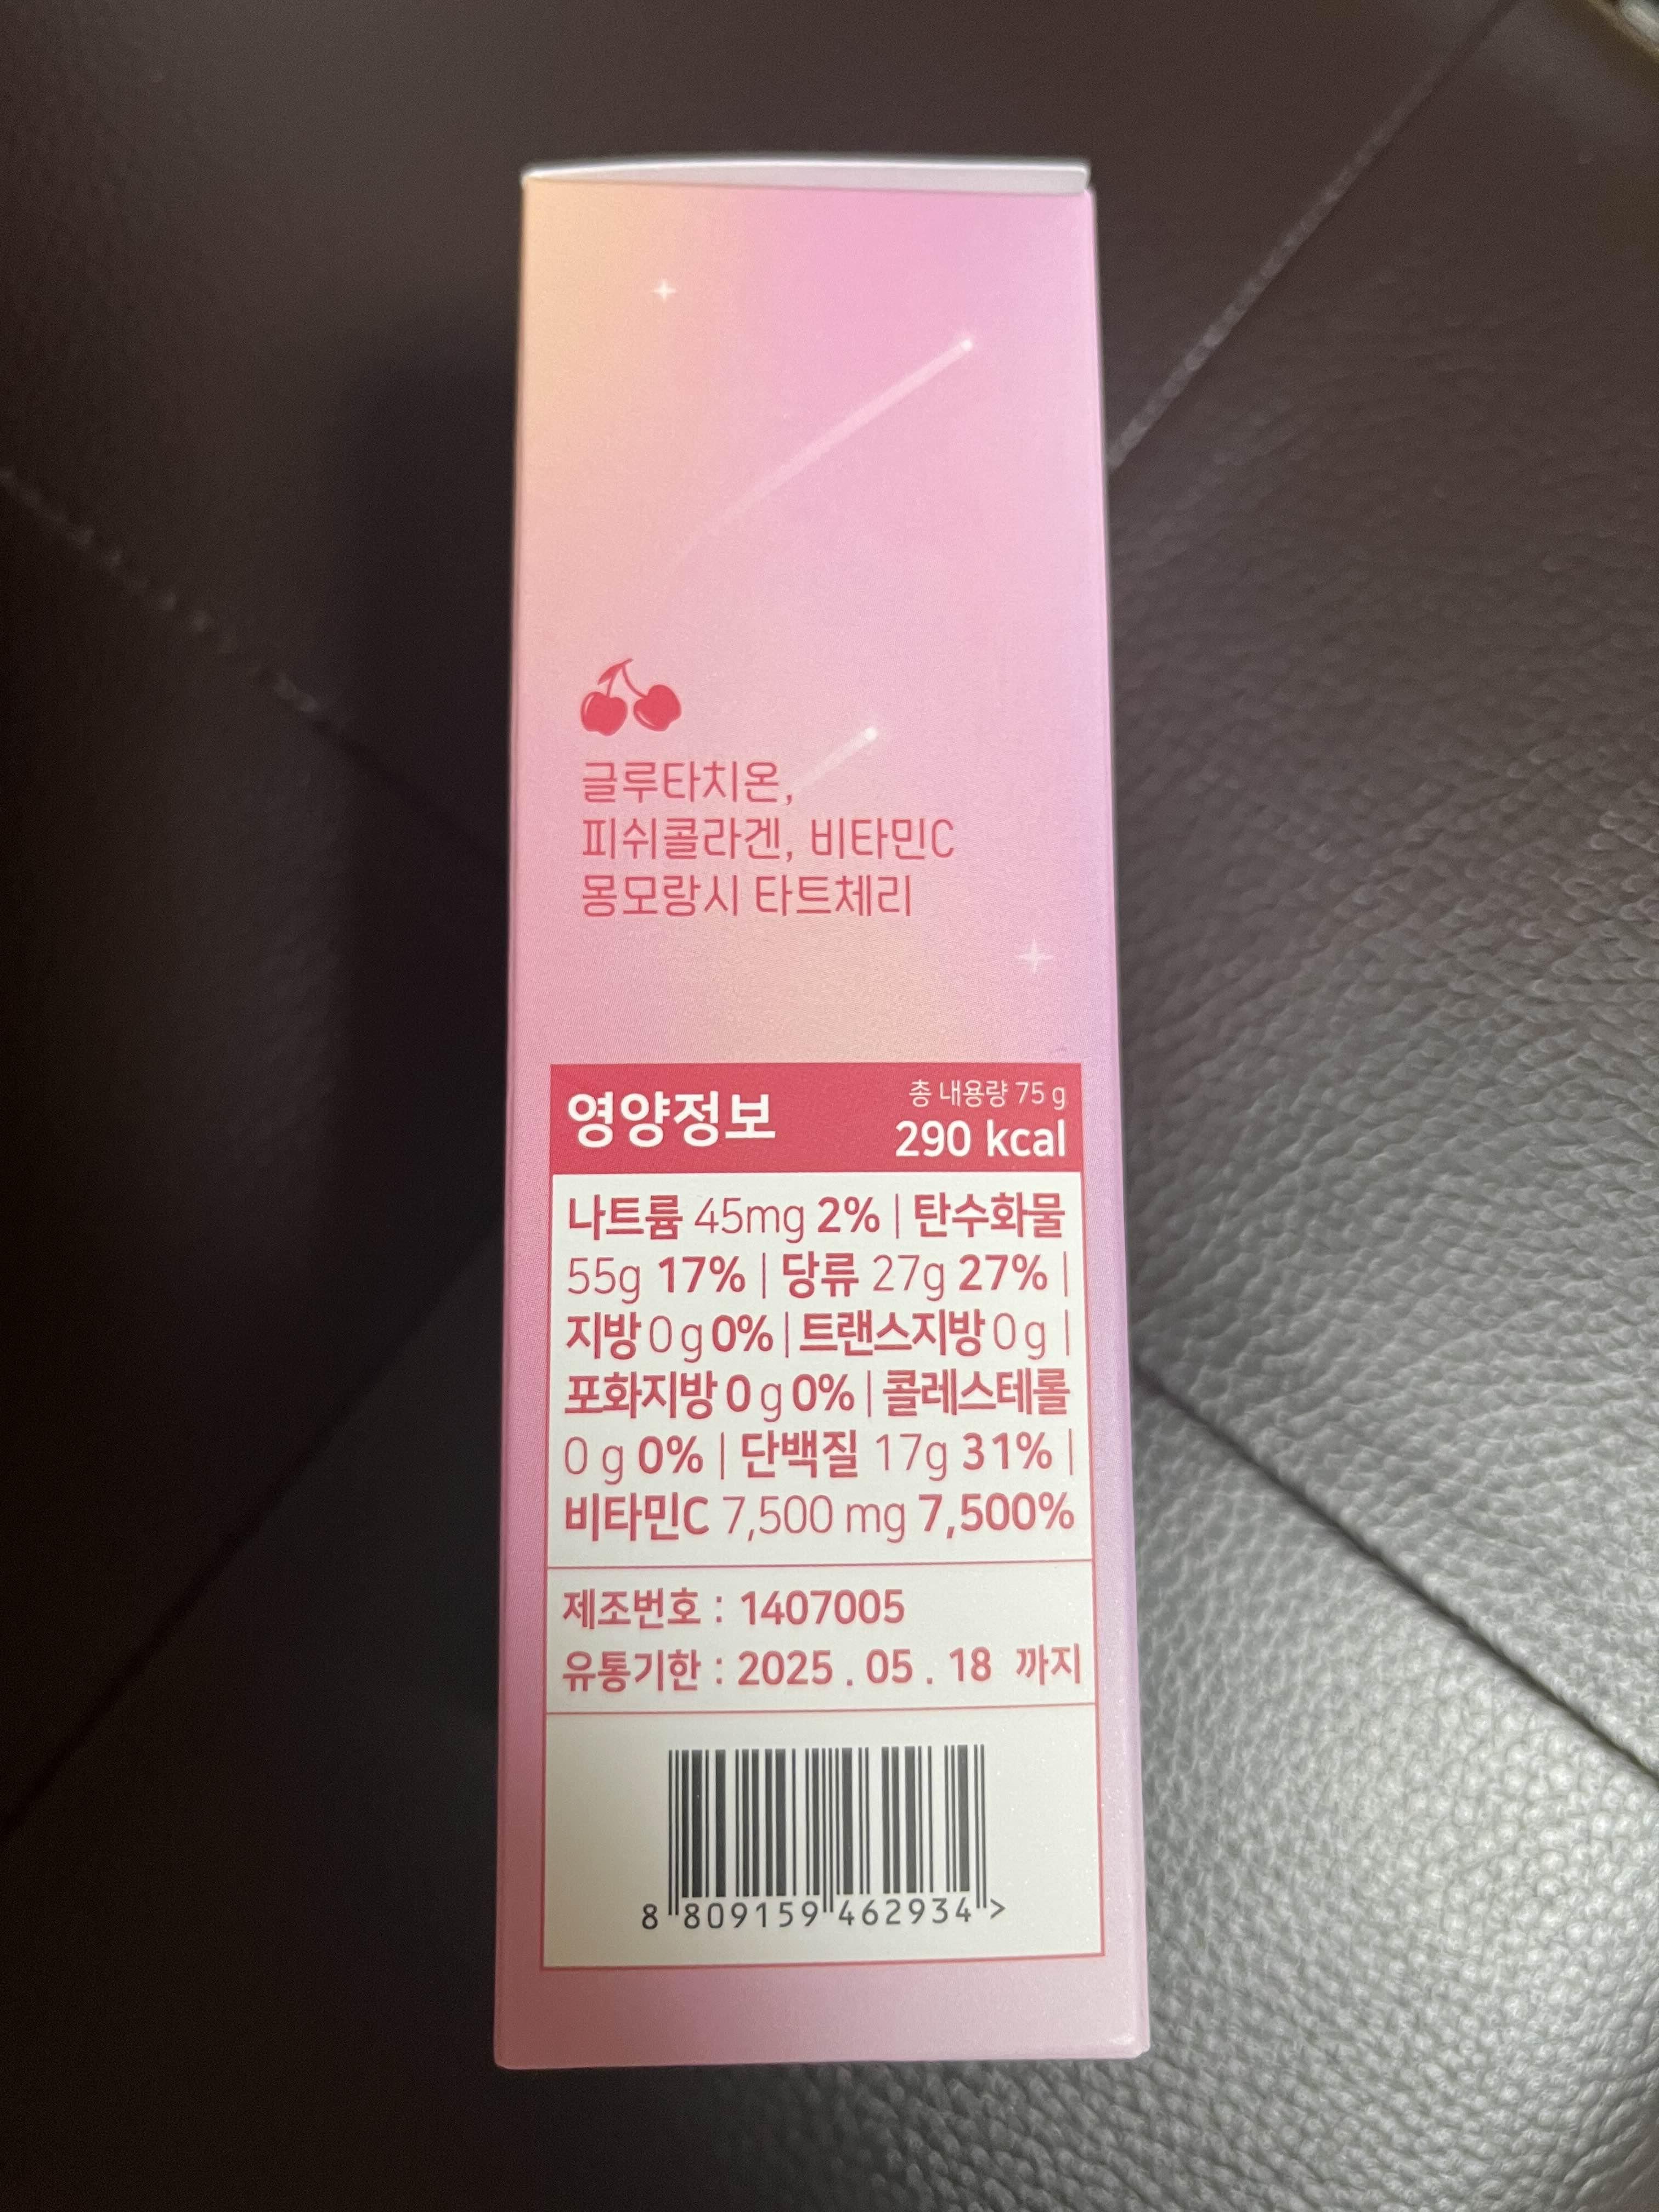 글루타치온,
피쉬콜라겐, 비타민C
몽모랑시 타트체리
영양정보
총 내용량 75 g
290 kcal
나트륨 45mg 2% | 탄수화물
55g 17% | 당류 27g 27% |
지방 0 g 0% | 트랜스지방 0 g |
포화지방 0 g 0% | 콜레스테롤
0 g 0% | 단백질 17g 31% |
비타민C 7,500 mg 7,500%
제조번호 : 1407005
유통기한 : 2025 . 05 . 18 까지
8 809159 462934 >